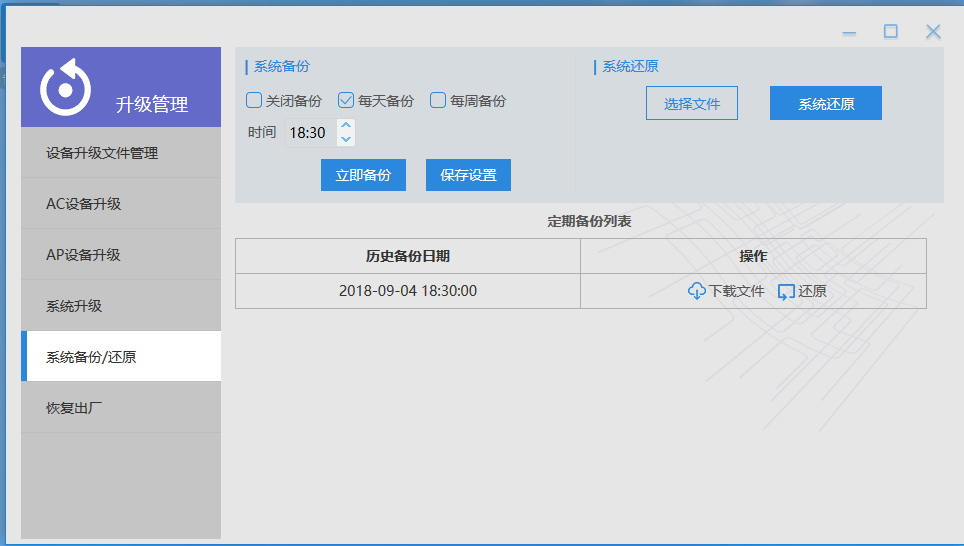 升级管理
设备升级文件管理
AC设备升级
AP设备升级
系统升级
系统备份/还原
恢复出厂
系统备份
关闭备份 每天备份 每周备份
时间 18:30
立即备份 保存设置
系统还原
选择文件 系统还原
定期备份列表
历史备份日期 操作
2018-09-04 18:30:00 下载文件 还原